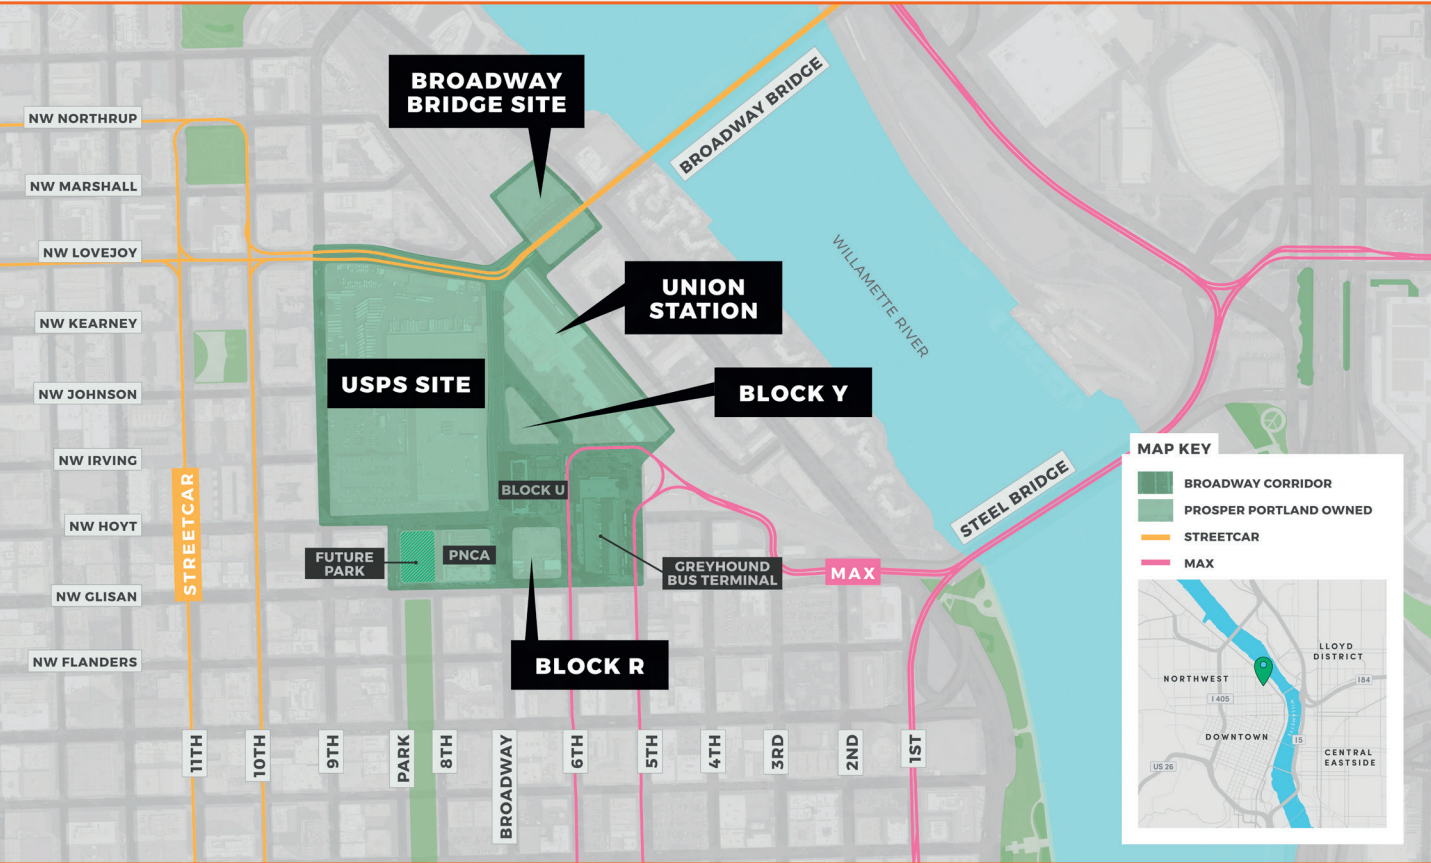 BROADWAY
BRIDGE SITE
BROADWAY BRIDGE
NW NORTHRUP
NW MARSHALL
NW LOVEJOY
NW KEARNEY
NW JOHNSON
NW IRVING
NW HOYT
NW GLISAN
NW FLANDERS
STREETCAR
UNION
STATION
WILLAMETTE RIVER
USPS SITE
BLOCK Y
BLOCK U
STEEL BRIDGE
FUTURE
PARK
PNCA
GREYHOUND
BUS TERMINAL
MAX
BLOCK R
11TH
10TH
9TH
PARK
8TH
BROADWAY
6TH
5TH
4TH
3RD
2ND
1ST
MAP KEY
BROADWAY CORRIDOR
PROSPER PORTLAND OWNED
STREETCAR
MAX
LLOYD
DISTRICT
NORTHWEST
I 84
I 405
DOWNTOWN
I5
CENTRAL
EASTSIDE
US 26